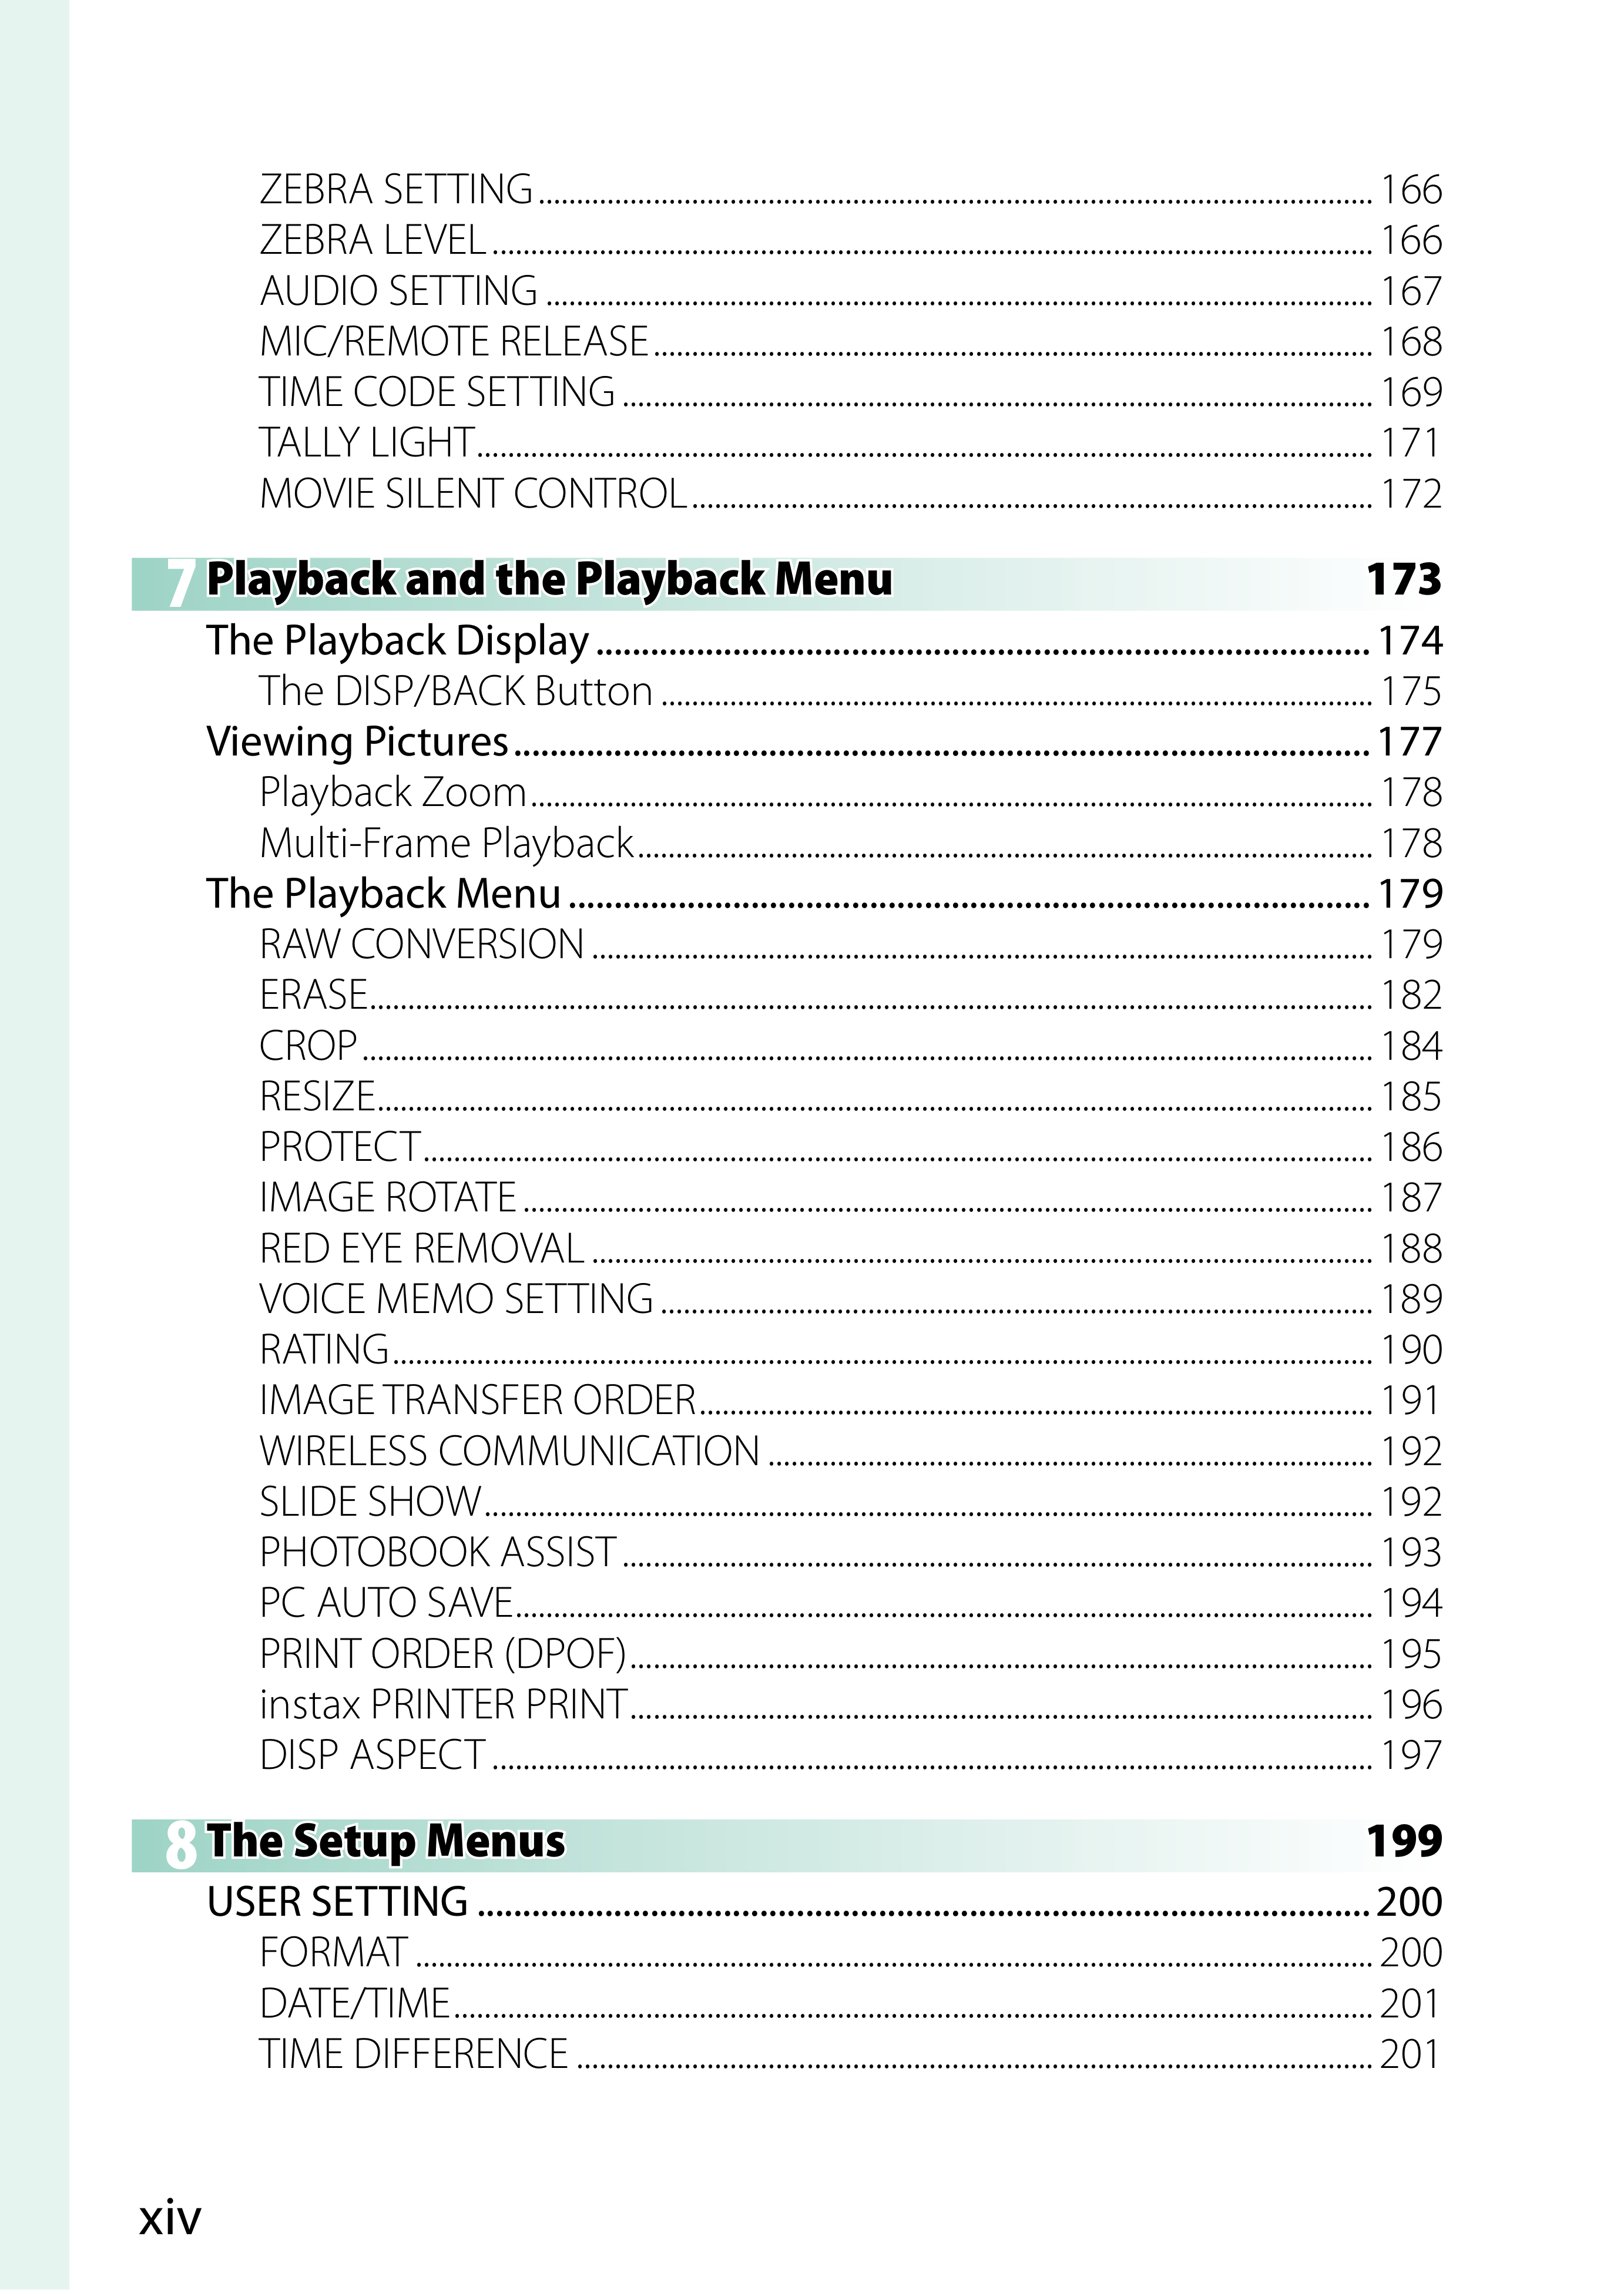 ZEBRA SETTING ........ 166
ZEBRA LEVEL ........ 166
AUDIO SETTING ........ 167
MIC/REMOTE RELEASE ........ 168
TIME CODE SETTING ........ 169
TALLY LIGHT ........ 171
MOVIE SILENT CONTROL ........ 172
7 Playback and the Playback Menu 173
The Playback Display ........ 174
The DISP/BACK Button ........ 175
Viewing Pictures ........ 177
Playback Zoom ........ 178
Multi-Frame Playback ........ 178
The Playback Menu ........ 179
RAW CONVERSION ........ 179
ERASE ........ 182
CROP ........ 184
RESIZE ........ 185
PROTECT ........ 186
IMAGE ROTATE ........ 187
RED EYE REMOVAL ........ 188
VOICE MEMO SETTING ........ 189
RATING ........ 190
IMAGE TRANSFER ORDER ........ 191
WIRELESS COMMUNICATION ........ 192
SLIDE SHOW ........ 192
PHOTOBOOK ASSIST ........ 193
PC AUTO SAVE ........ 194
PRINT ORDER (DPOF) ........ 195
instax PRINTER PRINT ........ 196
DISP ASPECT ........ 197
8 The Setup Menus 199
USER SETTING ........ 200
FORMAT ........ 200
DATE/TIME ........ 201
TIME DIFFERENCE ........ 201
xiv